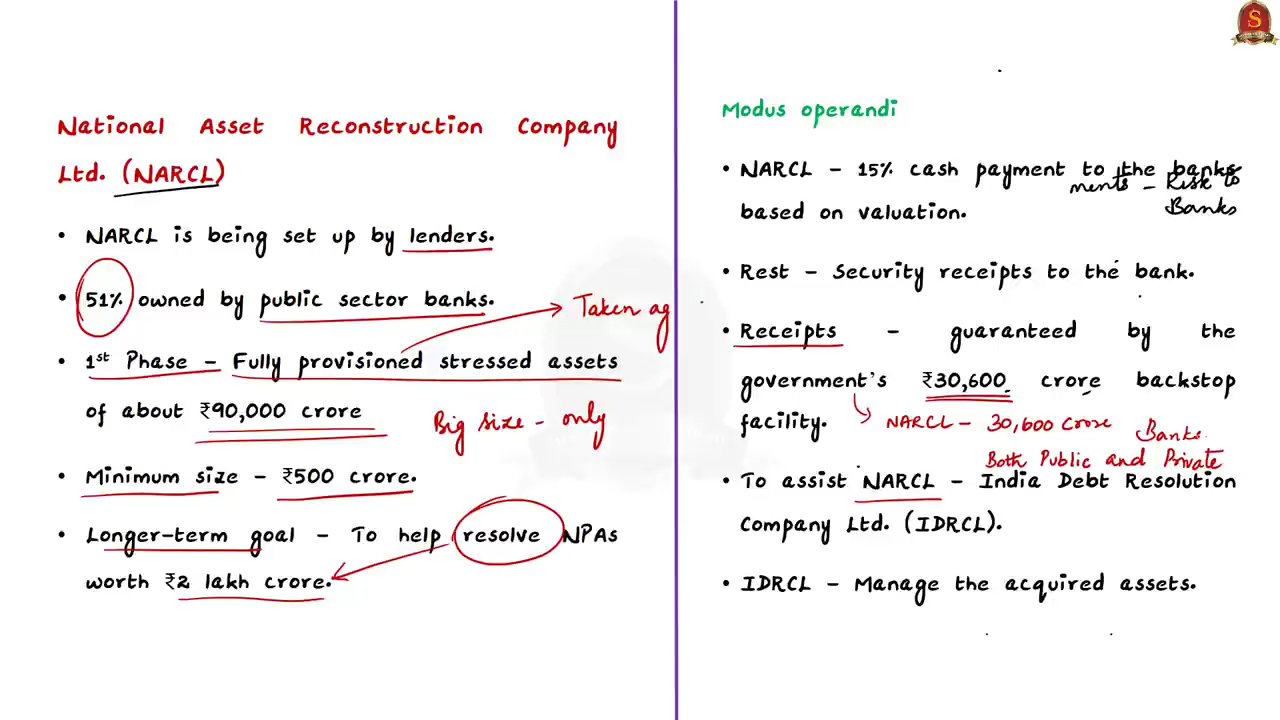 National Asset Reconstruction Company
Ltd. (NARCL)
• NARCL is being set up by lenders.
• 51% owned by public sector banks.
Taken ag
• 1st Phase – Fully provisioned stressed assets
of about ₹90,000 crore
Big size - only
• Minimum size – ₹500 crore.
• Longer-term goal – To help resolve NPAs
worth ₹2 lakh crore.
Modus operandi
• NARCL – 15% cash payment to the banks
ments - Risk to
Banks
based on valuation.
• Rest – Security receipts to the bank.
• Receipts – guaranteed by the
government's ₹30,600 crore backstop
facility.
NARCL - 30,600 Crore
Banks.
Both Public and Private
• To assist NARCL – India Debt Resolution
Company Ltd. (IDRCL).
• IDRCL – Manage the acquired assets.
S